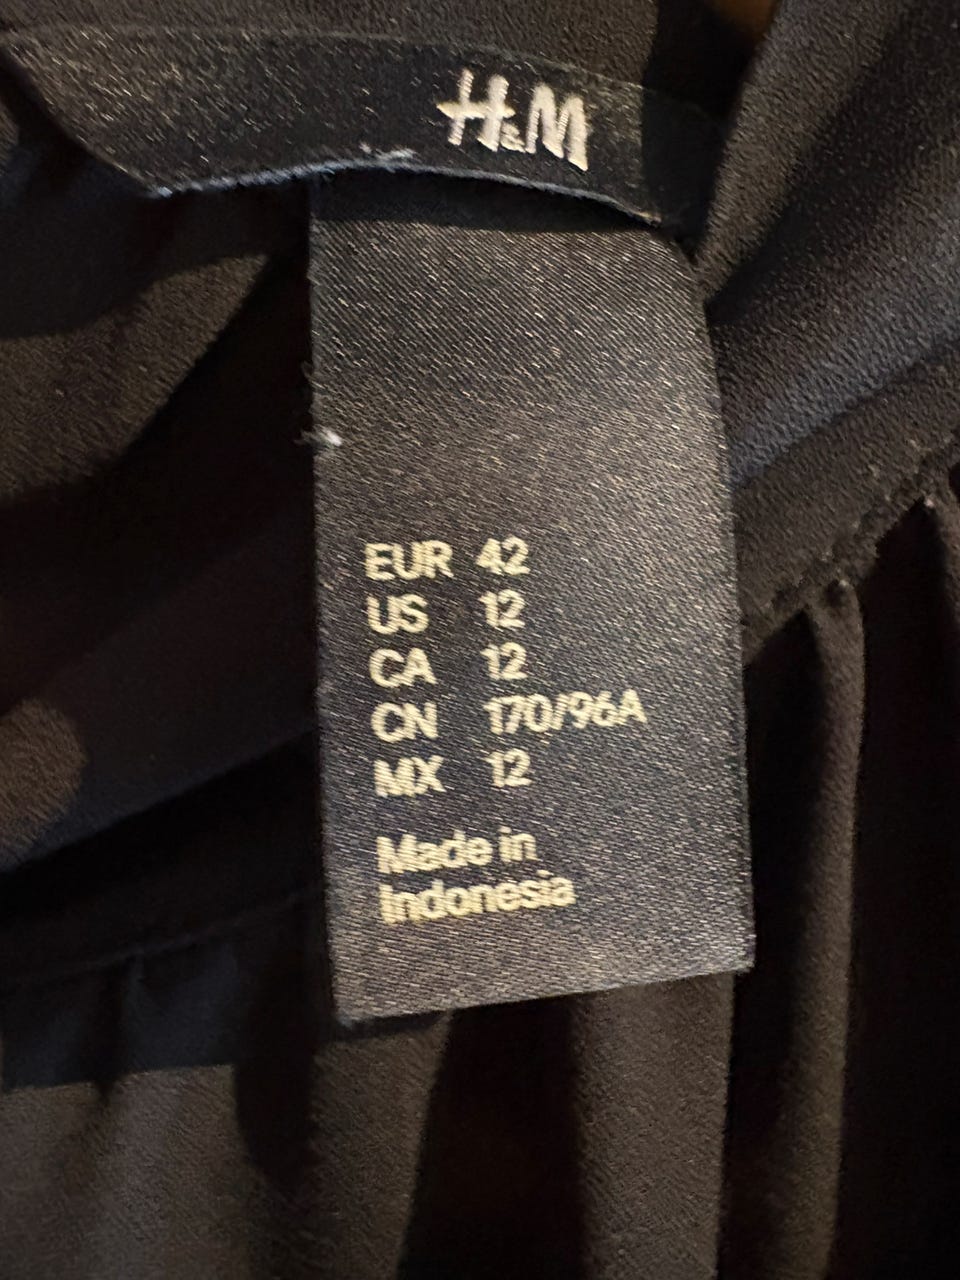 H&M
EUR 42
US 12
CA 12
CN 170/96A
MX 12
Made in
Indonesia